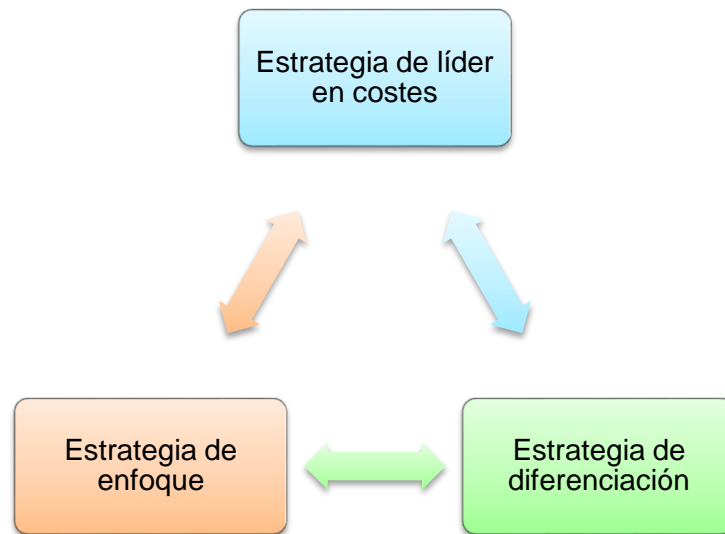 Estrategia de líder
en costes
Estrategia de
enfoque
Estrategia de
diferenciación